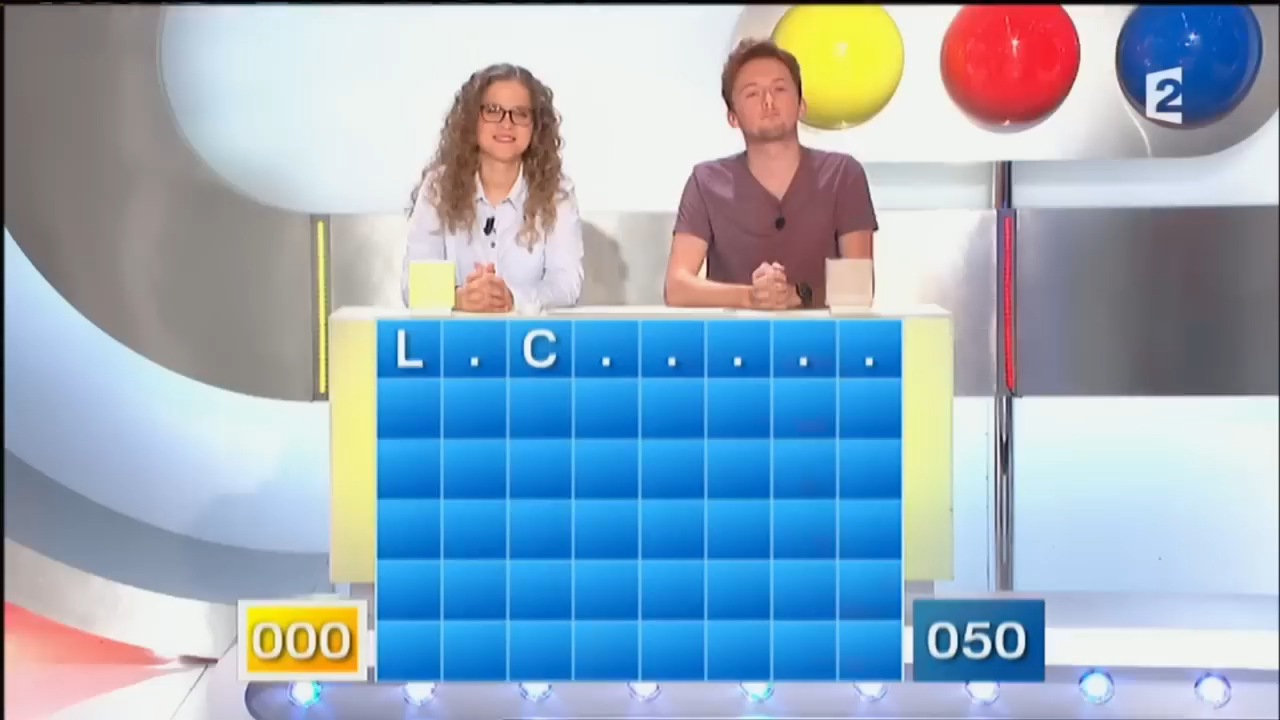 2
L . C . . . . .
000
050